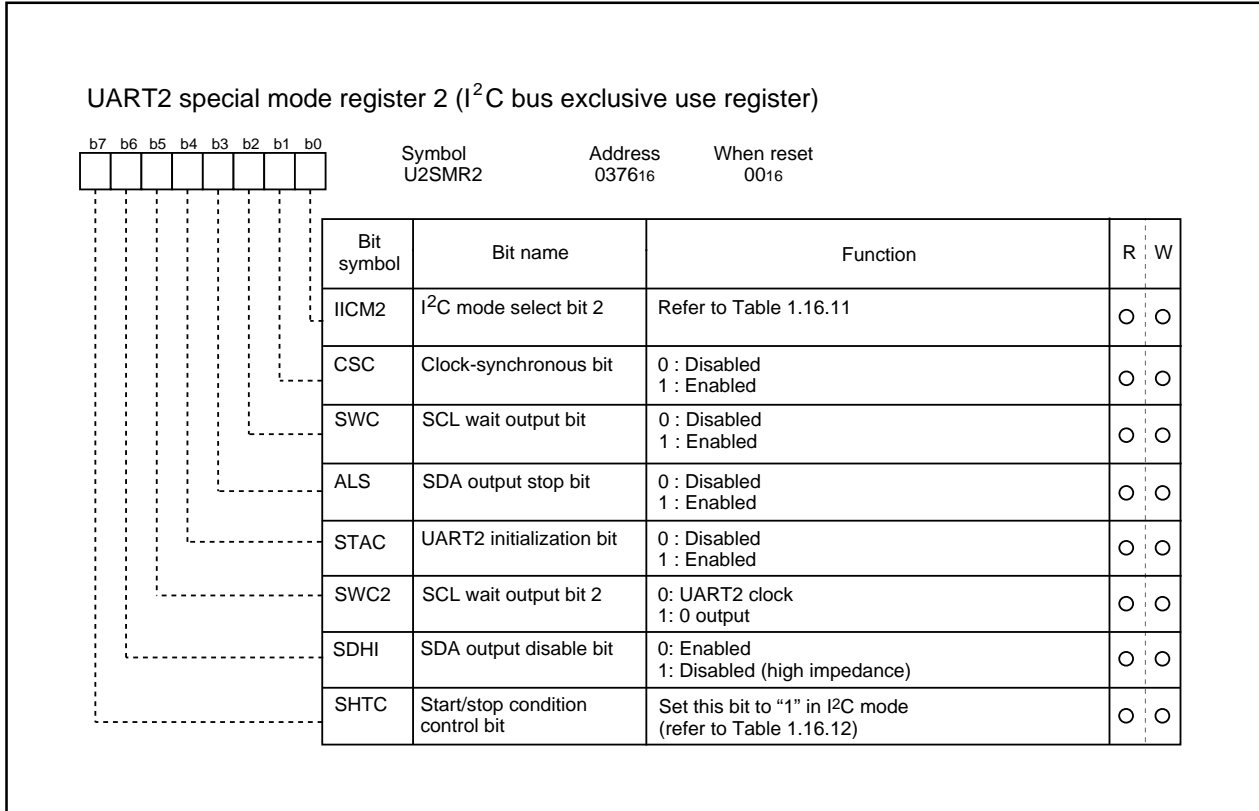 UART2 special mode register 2 (I²C bus exclusive use register)
b7 b6 b5 b4 b3 b2 b1 b0
Symbol Address When reset
U2SMR2 037616 0016
Bit symbol Bit name Function R W
IICM2 I²C mode select bit 2 Refer to Table 1.16.11 O O
CSC Clock-synchronous bit 0 : Disabled
1 : Enabled O O
SWC SCL wait output bit 0 : Disabled
1 : Enabled O O
ALS SDA output stop bit 0 : Disabled
1 : Enabled O O
STAC UART2 initialization bit 0 : Disabled
1 : Enabled O O
SWC2 SCL wait output bit 2 0: UART2 clock
1: 0 output O O
SDHI SDA output disable bit 0: Enabled
1: Disabled (high impedance) O O
SHTC Start/stop condition control bit Set this bit to “1” in I²C mode
(refer to Table 1.16.12) O O